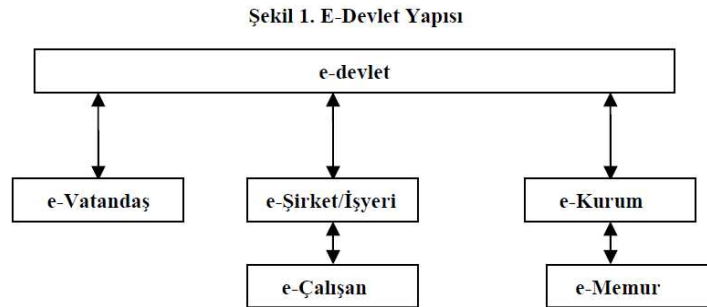 Şekil 1. E-Devlet Yapısı
e-devlet
e-Vatandaş
e-Şirket/İşyeri
e-Kurum
e-Çalışan
e-Memur